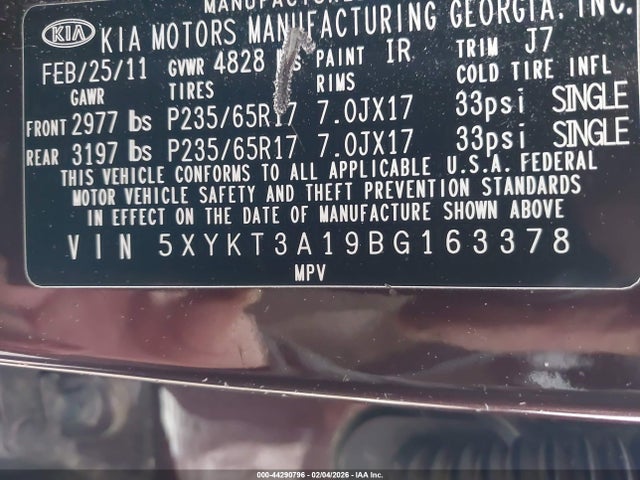 MANUFACTURED
KIA KIA MOTORS MANUFACTURING GEORGIA, INC.
FEB/25/11 GVWR 4828 PAINT IR TRIM J7
GAWR TIRES RIMS COLD TIRE INFL
FRONT 2977 lbs P235/65R17 7.0JX17 33psi SINGLE
REAR 3197 lbs P235/65R17 7.0JX17 33psi SINGLE
THIS VEHICLE CONFORMS TO ALL APPLICABLE U.S.A. FEDERAL
MOTOR VEHICLE SAFETY AND THEFT PREVENTION STANDARDS
IN EFFECT ON THE DATE OF MANUFACTURE SHOWN ABOVE
VIN 5XYKT3A19BG163378
MPV
000-44290796 - 02/04/2026 - IAA Inc.